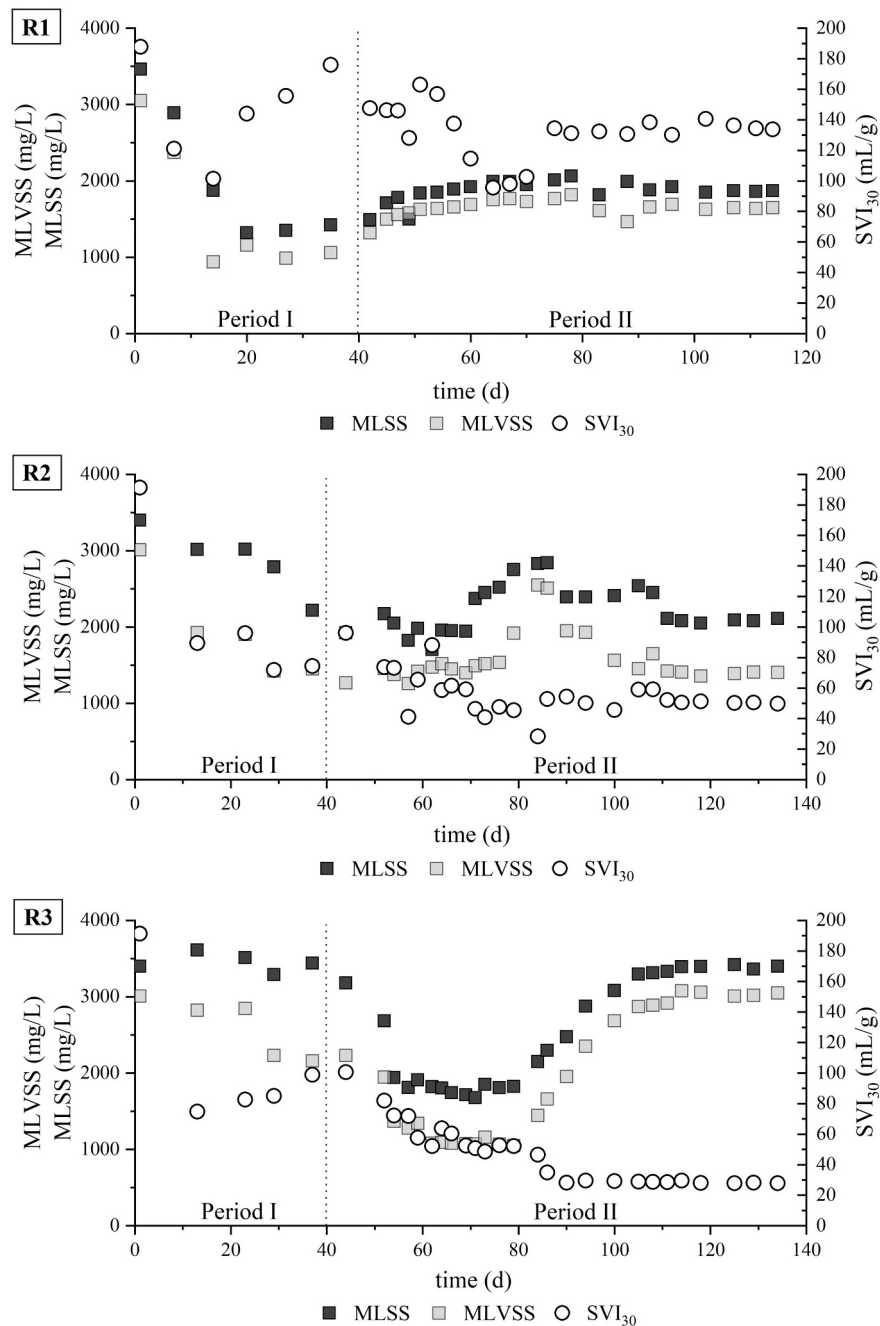 R1
MLVSS (mg/L)
MLSS (mg/L)
4000
3000
2000
1000
0
200
180
160
140
120
100
80
60
40
20
0
SVI₃₀ (mL/g)
Period I
Period II
0 20 40 60 80 100 120
time (d)
MLSS MLVSS SVI₃₀
R2
MLVSS (mg/L)
MLSS (mg/L)
4000
3000
2000
1000
0
200
180
160
140
120
100
80
60
40
20
0
SVI₃₀ (mL/g)
Period I
Period II
0 20 40 60 80 100 120 140
time (d)
MLSS MLVSS SVI₃₀
R3
MLVSS (mg/L)
MLSS (mg/L)
4000
3000
2000
1000
0
200
180
160
140
120
100
80
60
40
20
0
SVI₃₀ (mL/g)
Period I
Period II
0 20 40 60 80 100 120 140
time (d)
MLSS MLVSS SVI₃₀